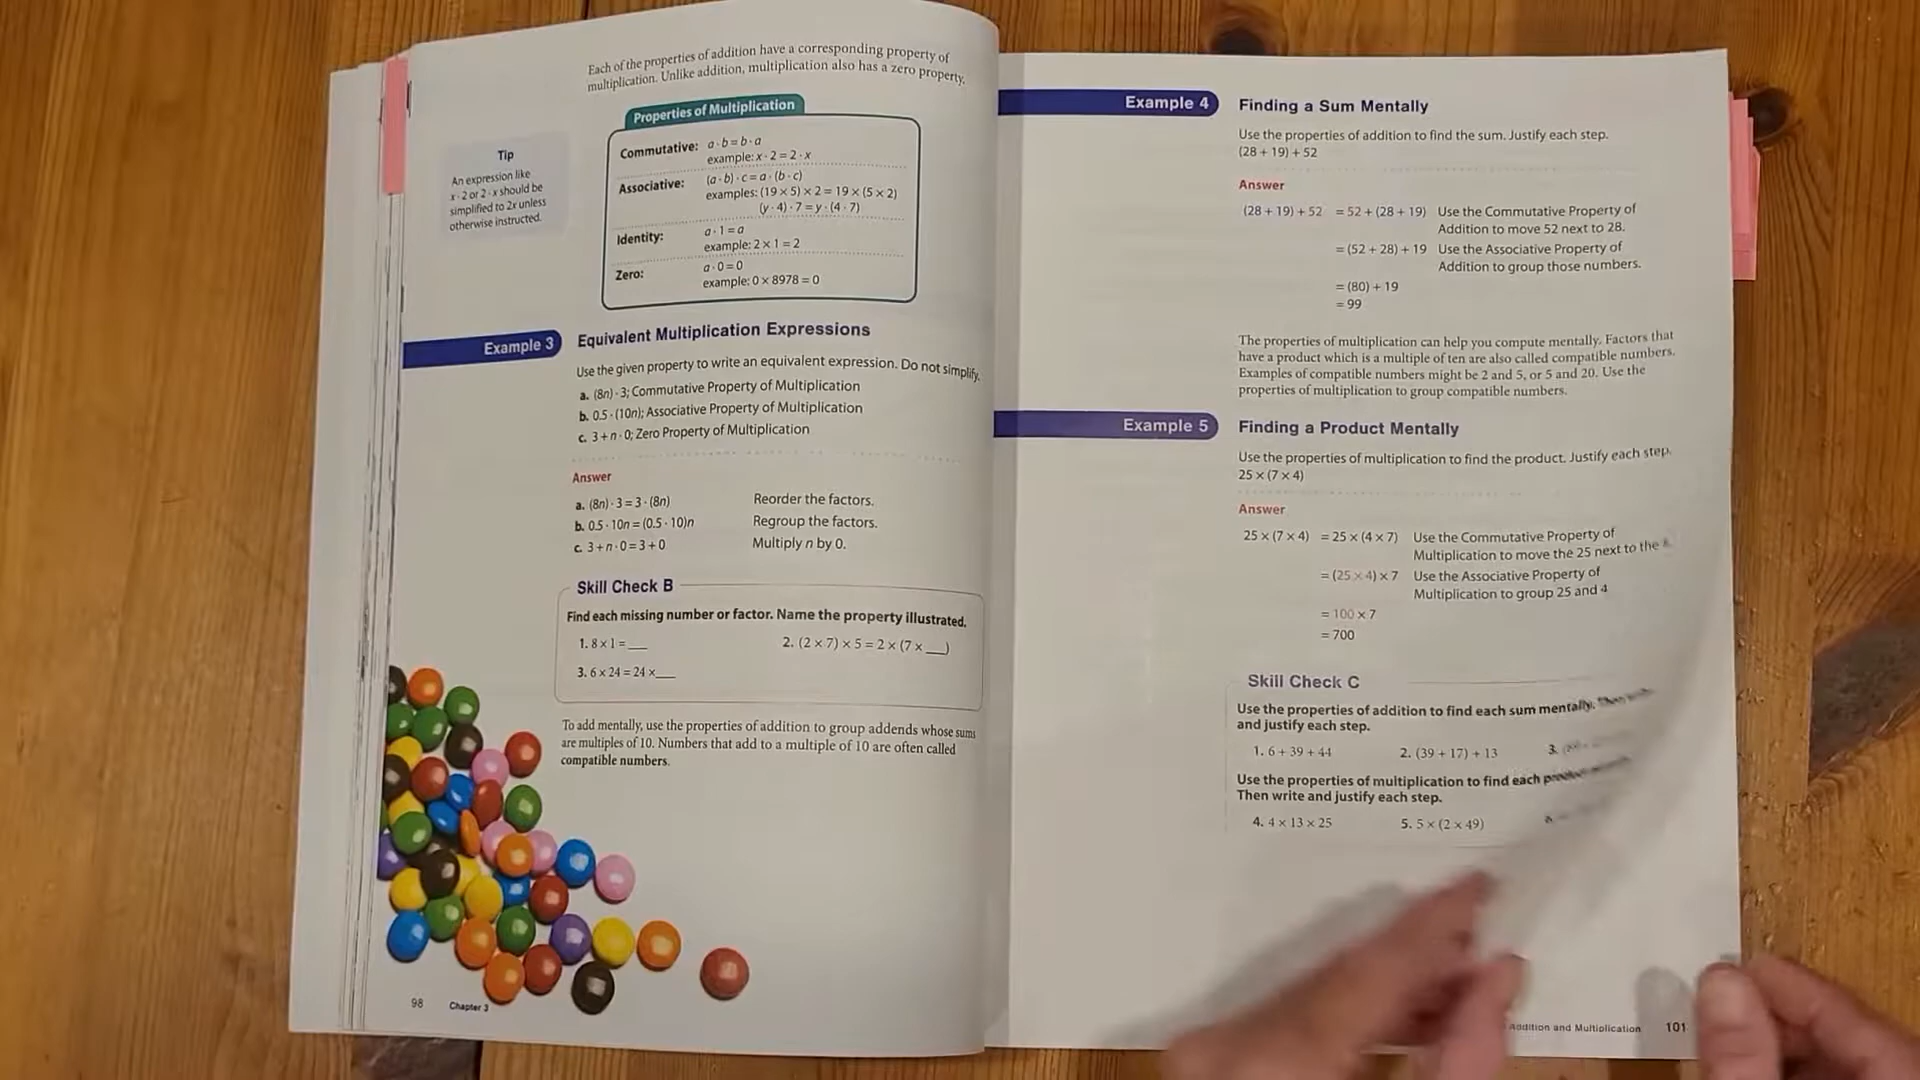 Each of the properties of addition have a corresponding property of
multiplication. Unlike addition, multiplication also has a zero property.
Properties of Multiplication
Commutative: a · b = b · a
example: x · 2 = 2 · x
Associative: (a · b) · c = a · (b · c)
examples: (19 × 5) × 2 = 19 × (5 × 2)
(y · 4) · 7 = y · (4 · 7)
Identity: a · 1 = a
example: 2 × 1 = 2
Zero: a · 0 = 0
example: 0 × 8978 = 0
Tip
An expression like
x · 2 or 2 · x should be
simplified to 2x unless
otherwise instructed.
Example 3 Equivalent Multiplication Expressions
Use the given property to write an equivalent expression. Do not simplify.
a. (8n) · 3; Commutative Property of Multiplication
b. 0.5 · (10n); Associative Property of Multiplication
c. 3 + n · 0; Zero Property of Multiplication
Answer
a. (8n) · 3 = 3 · (8n) Reorder the factors.
b. 0.5 · 10n = (0.5 · 10)n Regroup the factors.
c. 3 + n · 0 = 3 + 0 Multiply n by 0.
Skill Check B
Find each missing number or factor. Name the property illustrated.
1. 8 × 1 = __ 2. (2 × 7) × 5 = 2 × (7 × __)
3. 6 × 24 = 24 × __
To add mentally, use the properties of addition to group addends whose sums
are multiples of 10. Numbers that add to a multiple of 10 are often called
compatible numbers.
98 Chapter 3
Example 4 Finding a Sum Mentally
Use the properties of addition to find the sum. Justify each step.
(28 + 19) + 52
Answer
(28 + 19) + 52 = 52 + (28 + 19) Use the Commutative Property of
Addition to move 52 next to 28.
= (52 + 28) + 19 Use the Associative Property of
Addition to group those numbers.
= (80) + 19
= 99
The properties of multiplication can help you compute mentally. Factors that
have a product which is a multiple of ten are also called compatible numbers.
Examples of compatible numbers might be 2 and 5, or 5 and 20. Use the
properties of multiplication to group compatible numbers.
Example 5 Finding a Product Mentally
Use the properties of multiplication to find the product. Justify each step.
25 × (7 × 4)
Answer
25 × (7 × 4) = 25 × (4 × 7) Use the Commutative Property of
Multiplication to move the 25 next to the
= (25 × 4) × 7 Use the Associative Property of
Multiplication to group 25 and 4
= 100 × 7
= 700
Skill Check C
Use the properties of addition to find each sum mentally.
and justify each step.
1. 6 + 39 + 44 2. (39 + 17) + 13 3.
Use the properties of multiplication to find each
Then write and justify each step.
4. 4 × 13 × 25 5. 5 × (2 × 49)
Addition and Multiplication 101